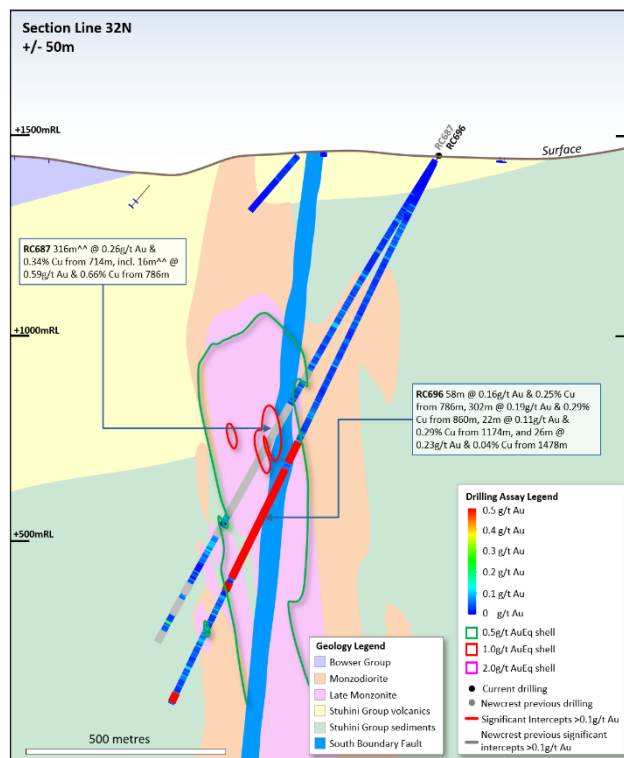 Section Line 32N
+/- 50m
RC687
RC696
+1500mRL
Surface
RC687 316m^^ @ 0.26g/t Au &
0.34% Cu from 714m, incl. 16m^^ @
0.59g/t Au & 0.66% Cu from 786m
+1000mRL
RC696 58m @ 0.16g/t Au & 0.25% Cu
from 786m, 302m @ 0.19g/t Au & 0.29%
Cu from 860m, 22m @ 0.11g/t Au &
0.29% Cu from 1174m, and 26m @
0.23g/t Au & 0.04% Cu from 1478m
+500mRL
Drilling Assay Legend
0.5 g/t Au
0.4 g/t Au
0.3 g/t Au
0.2 g/t Au
0.1 g/t Au
0 g/t Au
0.5g/t AuEq shell
1.0g/t AuEq shell
2.0g/t AuEq shell
Current drilling
Newcrest previous drilling
Significant Intercepts >0.1g/t Au
Newcrest previous significant
intercepts >0.1g/t Au
Geology Legend
Bowser Group
Monzodiorite
Late Monzonite
Stuhini Group volcanics
Stuhini Group sediments
South Boundary Fault
500 metres